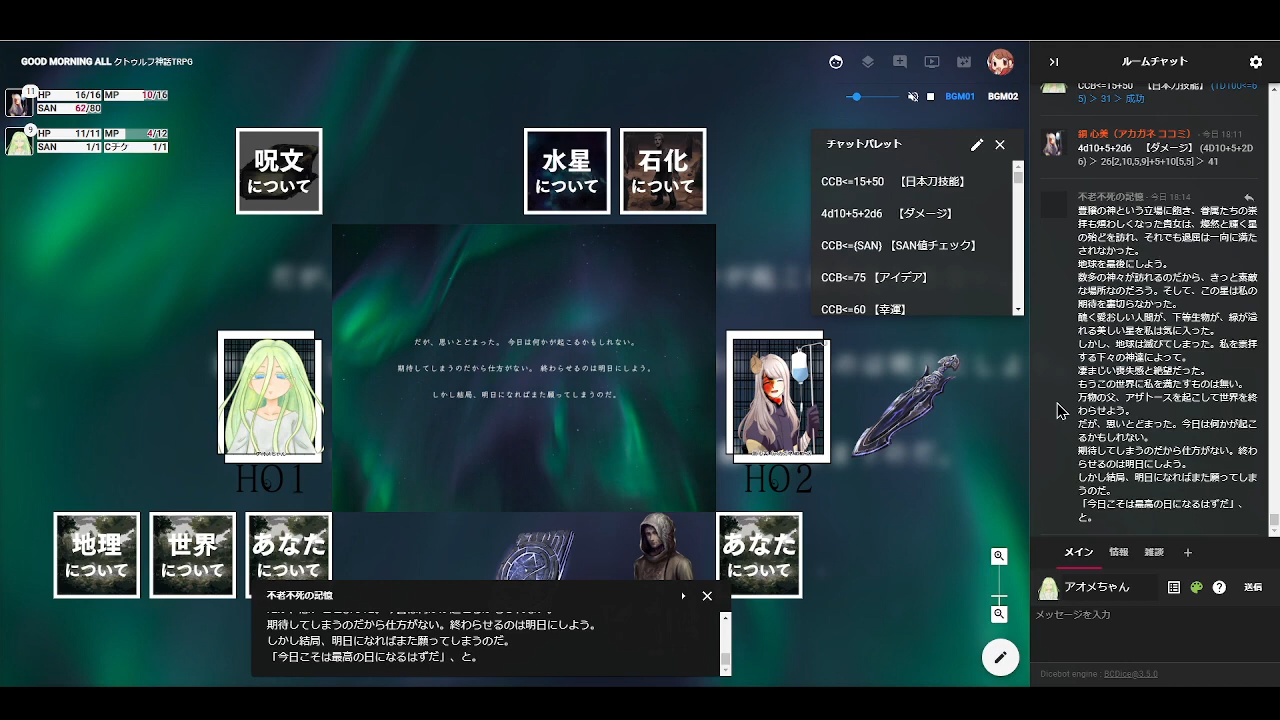 GOOD MORNING ALL クトゥルフ神話TRPG
11
HP 16/16 MP 10/16
SAN 62/80
9
HP 11/11 MP 4/12
SAN 1/1 Cチク 1/1
BGM01 BGM02
呪文
について
水星
について
石化
について
チャットパレット
CCB<=15+50 【日本刀技能】
4d10+5+2d6 【ダメージ】
CCB<={SAN} 【SAN値チェック】
CCB<=75 【アイデア】
CCB<=60 【幸運】
だが、思いとどまった。 今日は何かが起こるかもしれない。
期待してしまうのだから仕方がない。 終わらせるのは明日にしよう。
しかし結局、明日になればまた願ってしまうのだ。
アオメちゃん
HO1
HO2
地理
について
世界
について
あなた
について
あなた
について
不老不死の記憶
期待してしまうのだから仕方がない。終わらせるのは明日にしよう。
しかし結局、明日になればまた願ってしまうのだ。
「今日こそは最高の日になるはずだ」、と。
ルームチャット
CCB<=15+50 【日本刀技能】 (1D100<=6
5) > 31 > 成功
銅 心美（アカガネ ココミ） - 今日 18:11
4d10+5+2d6 【ダメージ】 (4D10+5+2D
6) > 26[2,10,5,9]+5+10[5,5] > 41
不老不死の記憶 - 今日 18:14
豊穣の神という立場に飽き、眷属たちの崇
拝も煩わしくなった貴女は、燦然と輝く星
の殆どを訪れ、それでも退屈は一向に満た
されなかった。
地球を最後にしよう。
数多の神々が訪れるのだから、きっと素敵
な場所なのだろう。そして、この星は私の
期待を裏切らなかった。
醜く愛おしい人間が、下等生物が、緑が溢
れる美しい星を私は気に入った。
しかし、地球は滅びてしまった。私を崇拝
する下々の神達によって。
凄まじい喪失感と絶望だった。
もうこの世界に私を満たすものは無い。
万物の父、アザトースを起こして世界を終
わらせよう。
だが、思いとどまった。今日は何かが起こ
るかもしれない。
期待してしまうのだから仕方がない。終わ
らせるのは明日にしよう。
しかし結局、明日になればまた願ってしま
うのだ。
「今日こそは最高の日になるはずだ」、
と。
メイン 情報 雑談 +
アオメちゃん 送信
メッセージを入力
Dicebot engine : BCDice@3.5.0